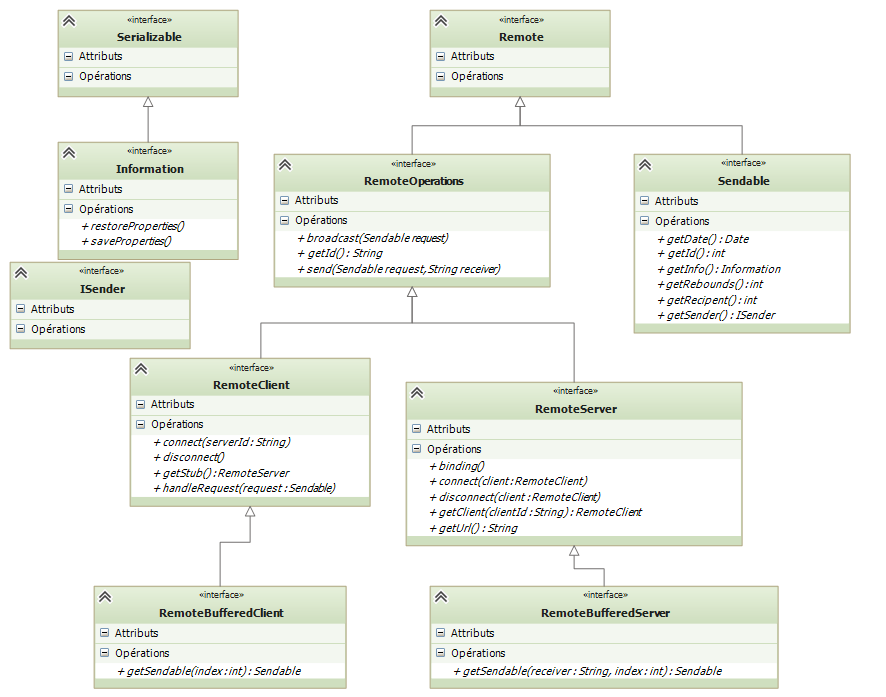 «interface»
Serializable
Attributs
Opérations
«interface»
Remote
Attributs
Opérations
«interface»
Information
Attributs
Opérations
+ restoreProperties()
+ saveProperties()
«interface»
RemoteOperations
Attributs
Opérations
+ broadcast(Sendable request)
+ getId() : String
+ send(Sendable request,String receiver)
«interface»
Sendable
Attributs
Opérations
+ getDate() : Date
+ getId() : int
+ getInfo() : Information
+ getRebounds() : int
+ getRecipent() : int
+ getSender() : ISender
«interface»
ISender
Attributs
Opérations
«interface»
RemoteClient
Attributs
Opérations
+ connect(serverId : String)
+ disconnect()
+ getStub() : RemoteServer
+ handleRequest(request : Sendable)
«interface»
RemoteServer
Attributs
Opérations
+ binding()
+ connect(client : RemoteClient)
+ disconnect(client : RemoteClient)
+ getClient(clientId : String) : RemoteClient
+ getUrl() : String
«interface»
RemoteBufferedClient
Attributs
Opérations
+ getSendable(index : int) : Sendable
«interface»
RemoteBufferedServer
Attributs
Opérations
+ getSendable(receiver : String, index : int) : Sendable